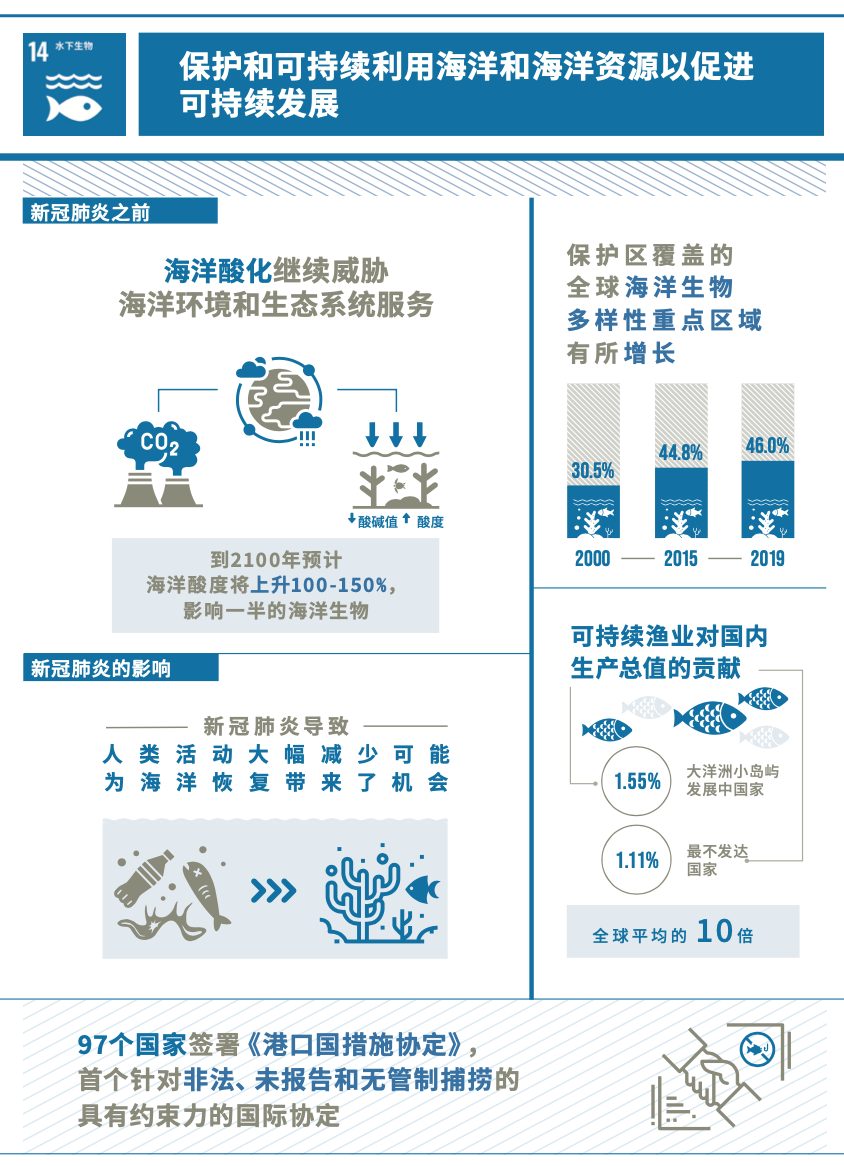 14 水下生物
保护和可持续利用海洋和海洋资源以促进
可持续发展
新冠肺炎之前
海洋酸化继续威胁
海洋环境和生态系统服务
CO2
酸碱值 酸度
到2100年预计
海洋酸度将上升100-150%，
影响一半的海洋生物
新冠肺炎的影响
新冠肺炎导致
人类活动大幅减少可能
为海洋恢复带来了机会
保护区覆盖的
全球海洋生物
多样性重点区域
有所增长
30.5%
44.8%
46.0%
2000
2015
2019
可持续渔业对国内
生产总值的贡献
1.55%
大洋洲小岛屿
发展中国家
1.11%
最不发达
国家
全球平均的 10倍
97个国家签署《港口国措施协定》，
首个针对非法、未报告和无管制捕捞的
具有约束力的国际协定